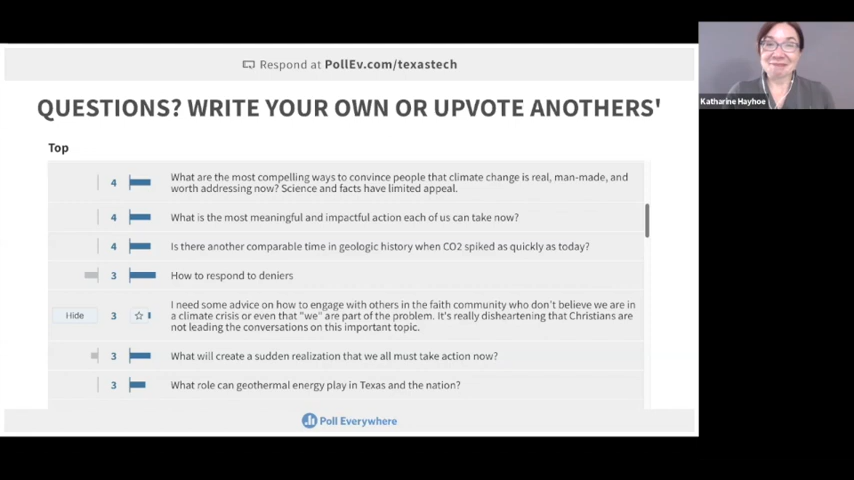 Respond at PollEv.com/texastech
Katharine Hayhoe
QUESTIONS? WRITE YOUR OWN OR UPVOTE ANOTHERS'
Top
4 What are the most compelling ways to convince people that climate change is real, man-made, and
worth addressing now? Science and facts have limited appeal.
4 What is the most meaningful and impactful action each of us can take now?
4 Is there another comparable time in geologic history when CO2 spiked as quickly as today?
3 How to respond to deniers
I need some advice on how to engage with others in the faith community who don't believe we are in
Hide 3 a climate crisis or even that "we" are part of the problem. It's really disheartening that Christians are
not leading the conversations on this important topic.
3 What will create a sudden realization that we all must take action now?
3 What role can geothermal energy play in Texas and the nation?
Poll Everywhere